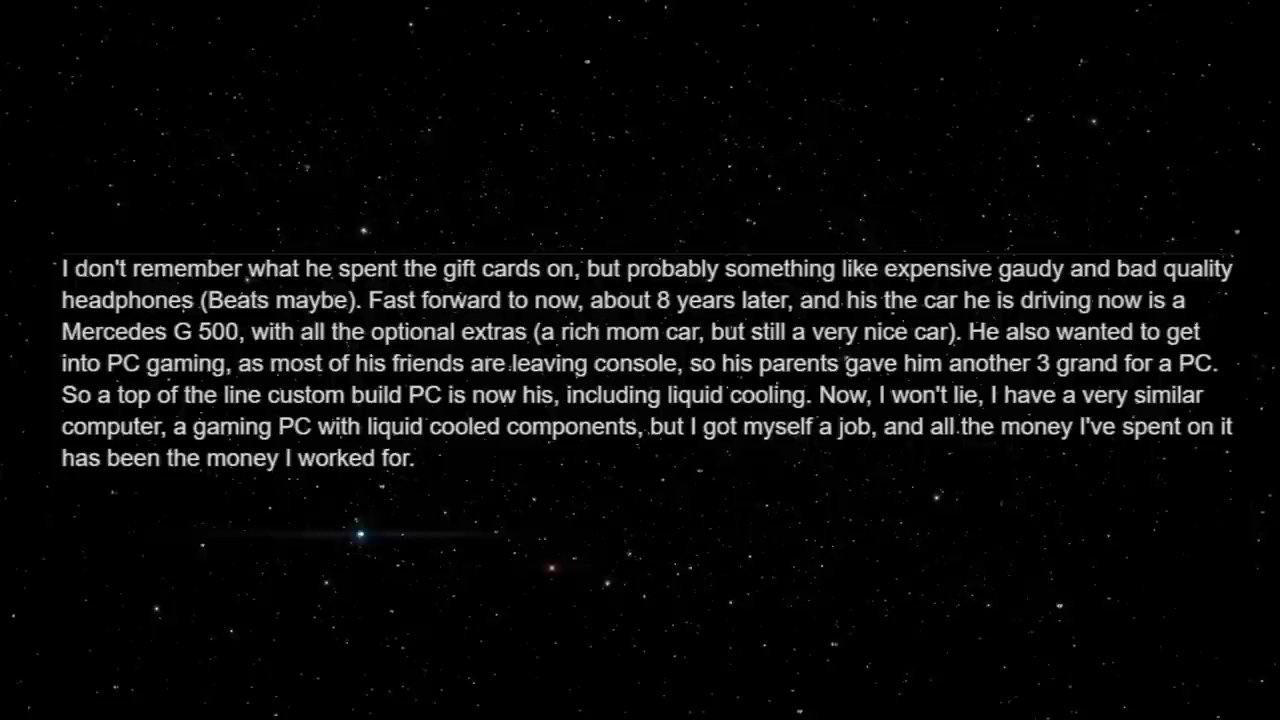 I don't remember what he spent the gift cards on, but probably something like expensive gaudy and bad quality
headphones (Beats maybe). Fast forward to now, about 8 years later, and his the car he is driving now is a
Mercedes G 500, with all the optional extras (a rich mom car, but still a very nice car). He also wanted to get
into PC gaming, as most of his friends are leaving console, so his parents gave him another 3 grand for a PC.
So a top of the line custom build PC is now his, including liquid cooling. Now, I won't lie, I have a very similar
computer, a gaming PC with liquid cooled components, but I got myself a job, and all the money I've spent on it
has been the money I worked for.